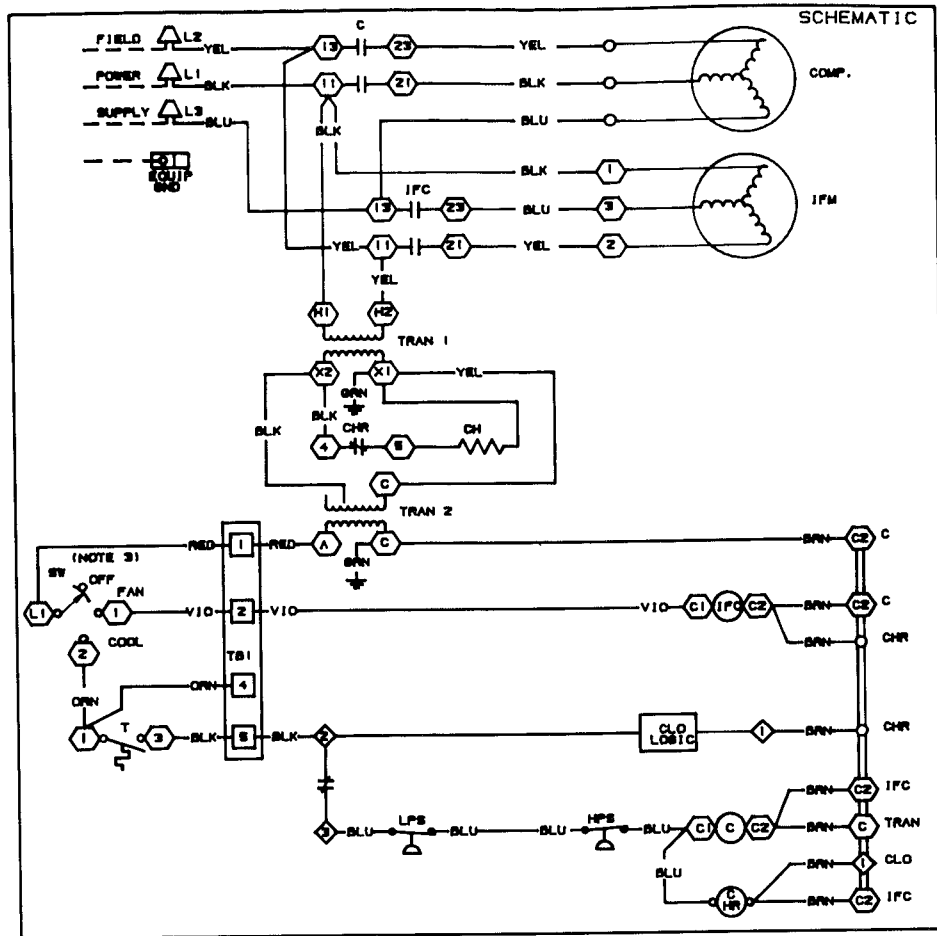 SCHEMATIC
FIELD L2 YEL 13 C 23 YEL
POWER L1 BLK 11 21 BLK COMP.
SUPPLY L3 BLU BLK BLU
EQUIP GND
BLK 1
13 IFC 23 BLU 3 IFM
YEL 11 21 YEL 2
YEL
H1 H2
TRAN 1
X2 X1 YEL
GRN
BLK BLK CHR CH
4 5
C
TRAN 2
RED 1 RED A C BRN C2 C
GRN
(NOTE 3)
SW OFF FAN
L1 1 VIO 2 VIO VIO C1 IFC C2 BRN C2 C
COOL BRN CHR
2 TB1
ORN ORN 4
1 T 3 BLK 5 BLK 2 CLO LOGIC 1 BRN CHR
BRN C2 IFC
3 BLU LPS BLU BLU HPS BLU C1 C C2 BRN C TRAN
BLU BRN 1 CLO
C HR BRN C2 IFC